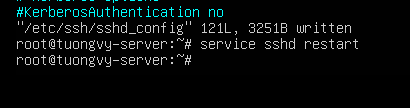 #KerberosAuthentication no
"/etc/ssh/sshd_config" 121L, 3251B written
root@tuongvy-server:~# service sshd restart
root@tuongvy-server:~#